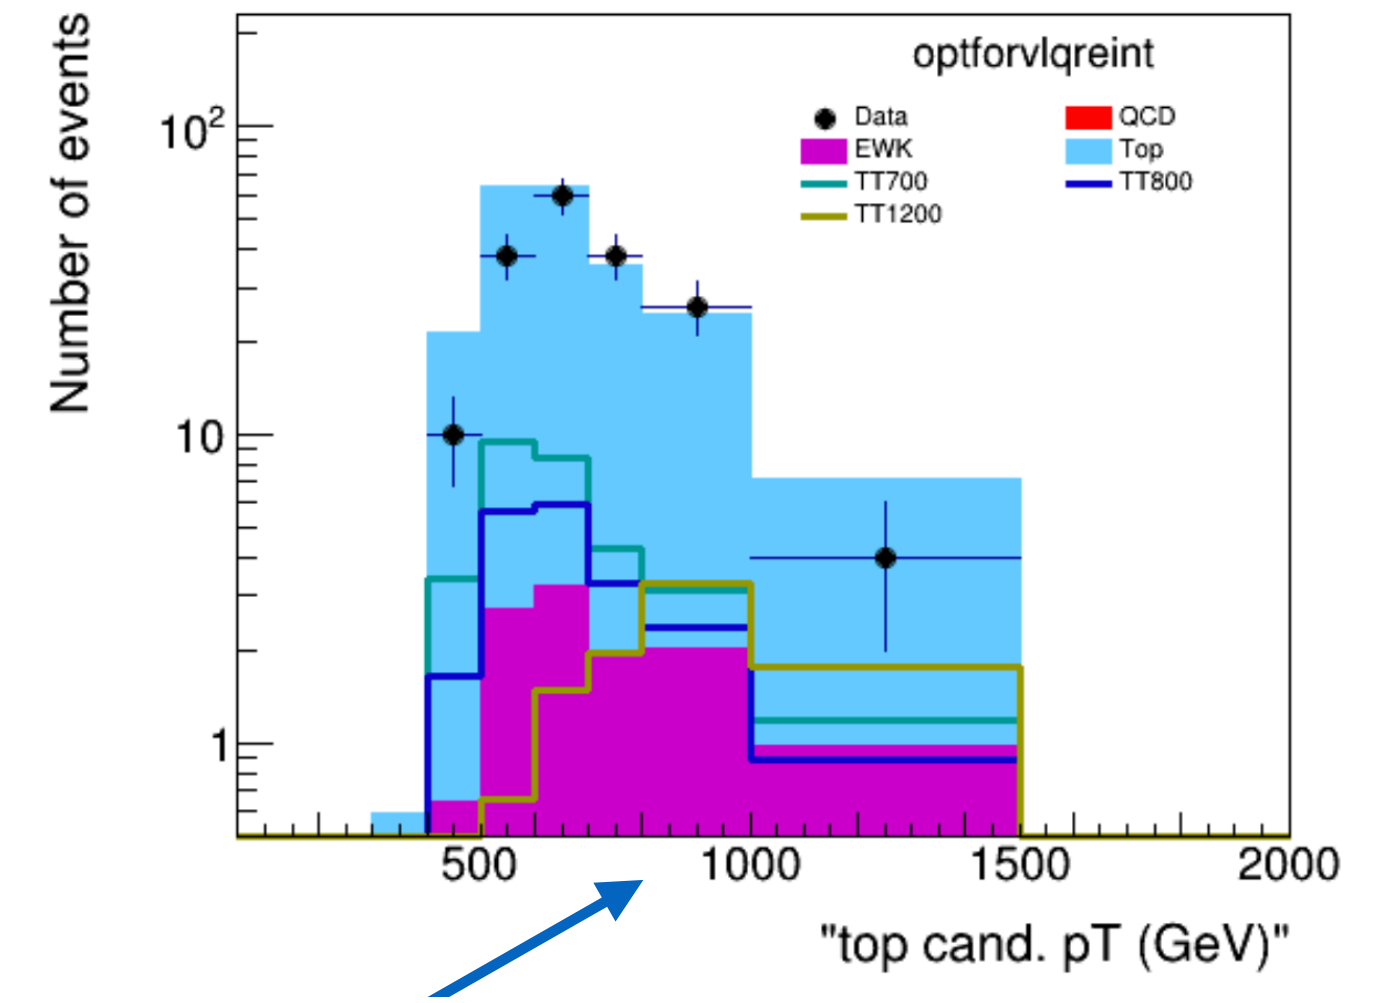 Number of events
optforvlqreint
Data
QCD
EWK
Top
TT700
TT800
TT1200
10²
10
1
500 1000 1500 2000
"top cand. pT (GeV)"